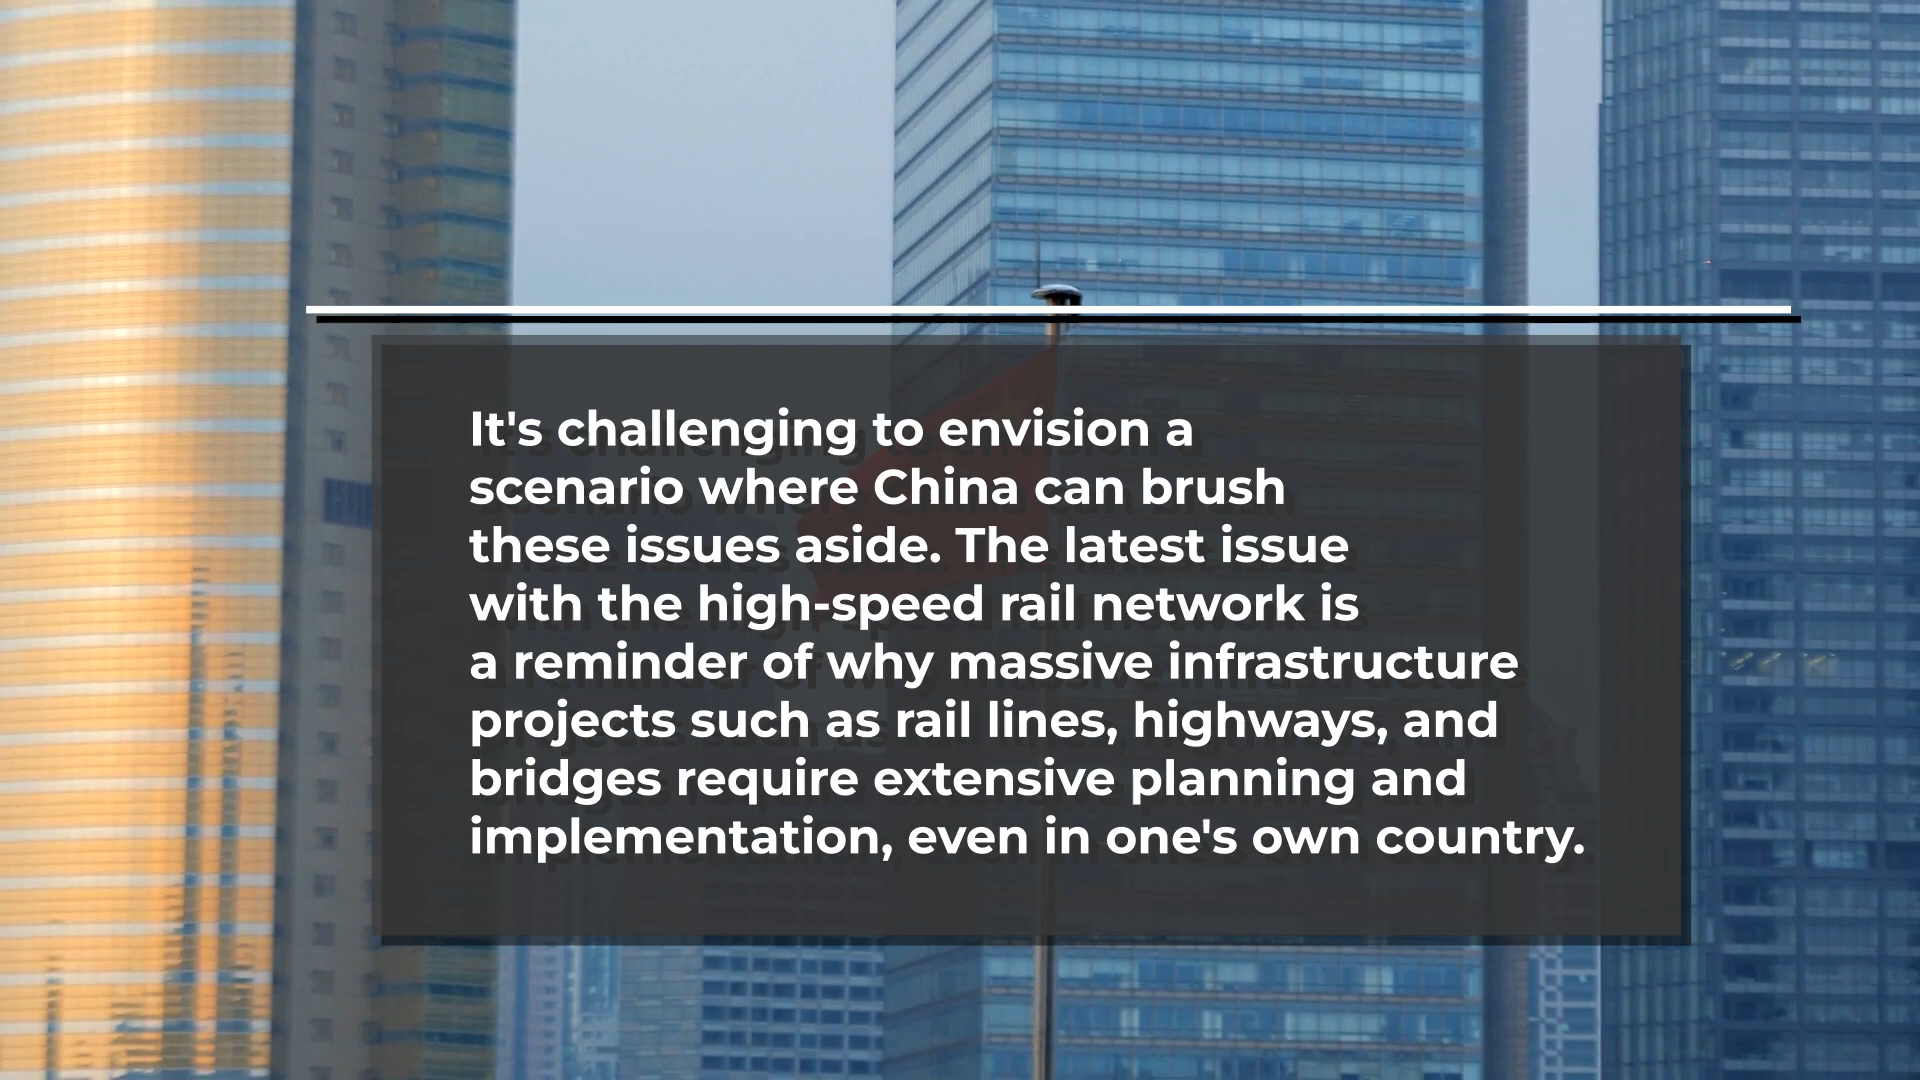 It's challenging to envision a
scenario where China can brush
these issues aside. The latest issue
with the high-speed rail network is
a reminder of why massive infrastructure
projects such as rail lines, highways, and
bridges require extensive planning and
implementation, even in one's own country.